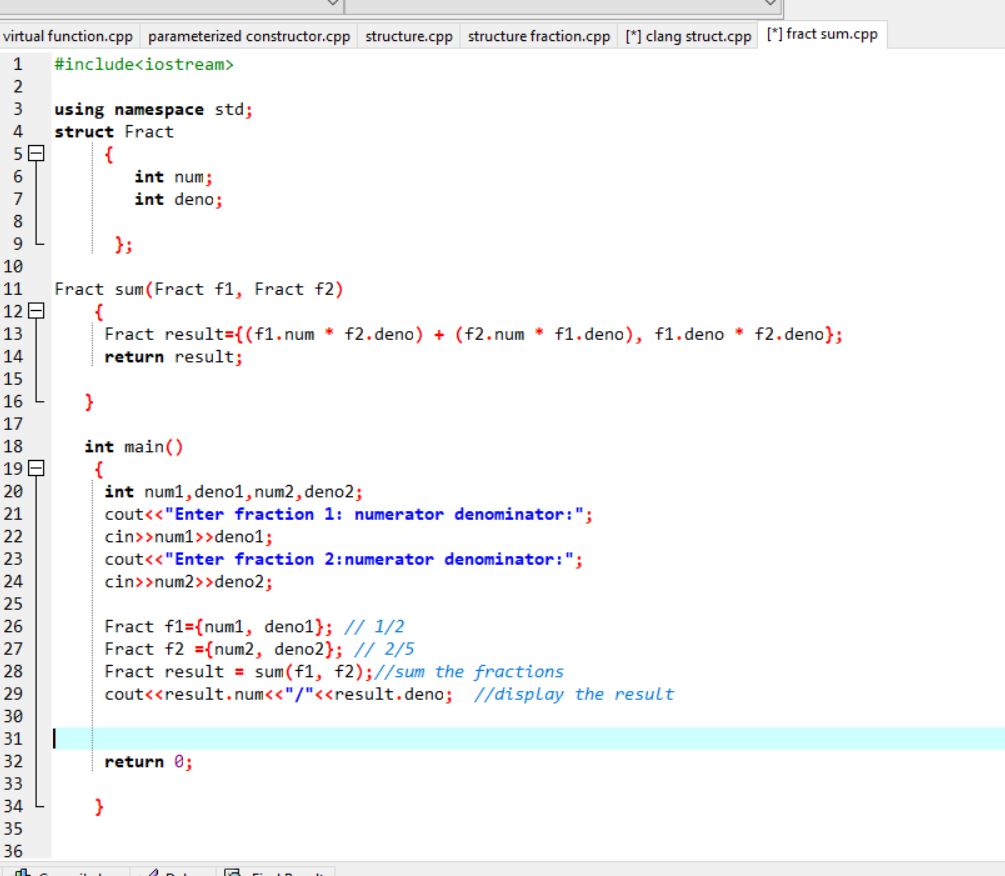 virtual function.cpp parameterized constructor.cpp structure.cpp structure fraction.cpp [*] clang struct.cpp [*] fract sum.cpp
1 #include<iostream>
2
3 using namespace std;
4 struct Fract
5 {
6 int num;
7 int deno;
8
9 };
10
11 Fract sum(Fract f1, Fract f2)
12 {
13 Fract result={(f1.num * f2.deno) + (f2.num * f1.deno), f1.deno * f2.deno};
14 return result;
15
16 }
17
18 int main()
19 {
20 int num1,deno1,num2,deno2;
21 cout<<"Enter fraction 1: numerator denominator:";
22 cin>>num1>>deno1;
23 cout<<"Enter fraction 2:numerator denominator:";
24 cin>>num2>>deno2;
25
26 Fract f1={num1, deno1}; // 1/2
27 Fract f2 ={num2, deno2}; // 2/5
28 Fract result = sum(f1, f2);//sum the fractions
29 cout<<result.num<<"/"<<result.deno; //display the result
30
31
32 return 0;
33
34 }
35
36